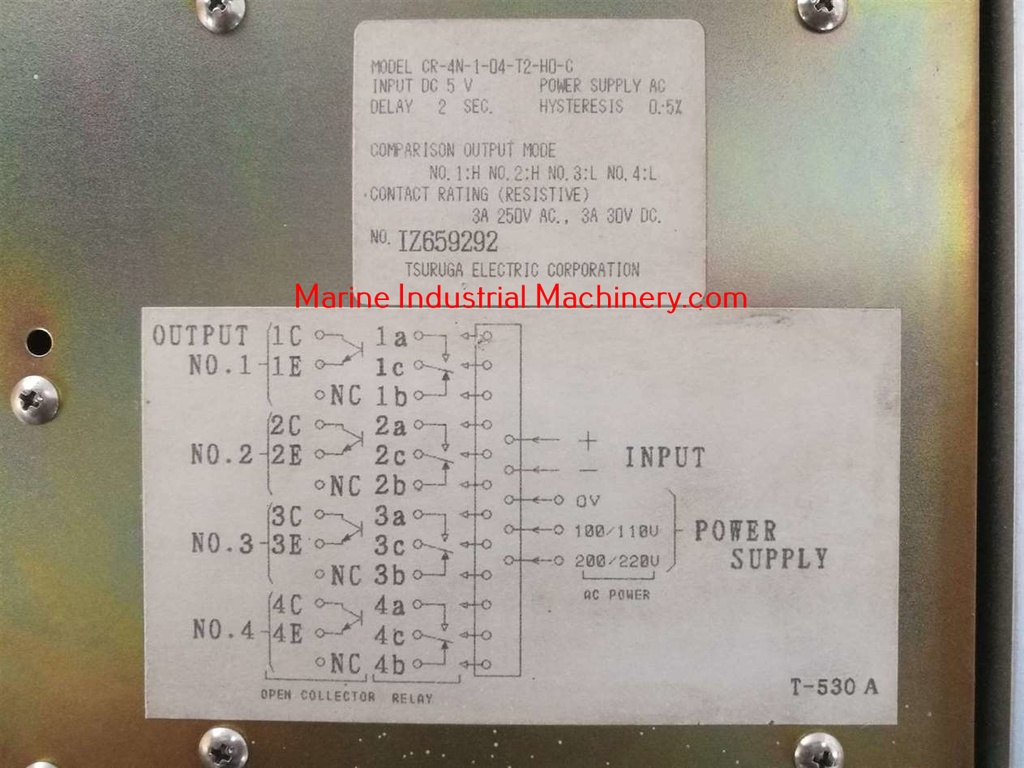 MODEL CR-4N-1-04-T2-HO-C
INPUT DC 5 V POWER SUPPLY AC
DELAY 2 SEC. HYSTERESIS 0.5%
COMPARISON OUTPUT MODE
NO.1:H NO.2:H NO.3:L NO.4:L
CONTACT RATING (RESISTIVE)
3A 250V AC., 3A 30V DC.
NO. IZ659292
TSURUGA ELECTRIC CORPORATION
Marine Industrial Machinery.com
OUTPUT 1C 1a
NO.1 1E 1c
NC 1b
2C 2a
NO.2 2E 2c
NC 2b
3C 3a
NO.3 3E 3c
NC 3b
4C 4a
NO.4 4E 4c
NC 4b
OPEN COLLECTOR RELAY
+
− INPUT
0V
100/110V
200/220V
AC POWER
POWER
SUPPLY
T-530 A